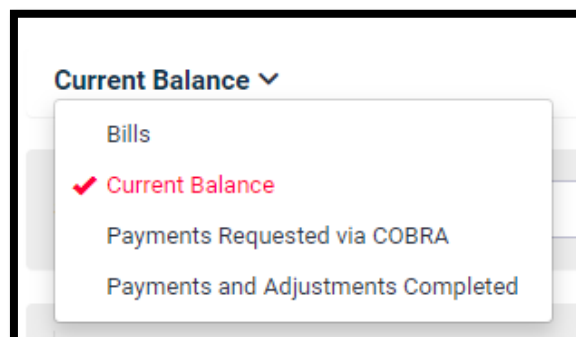 Current Balance
Bills
Current Balance
Payments Requested via COBRA
Payments and Adjustments Completed